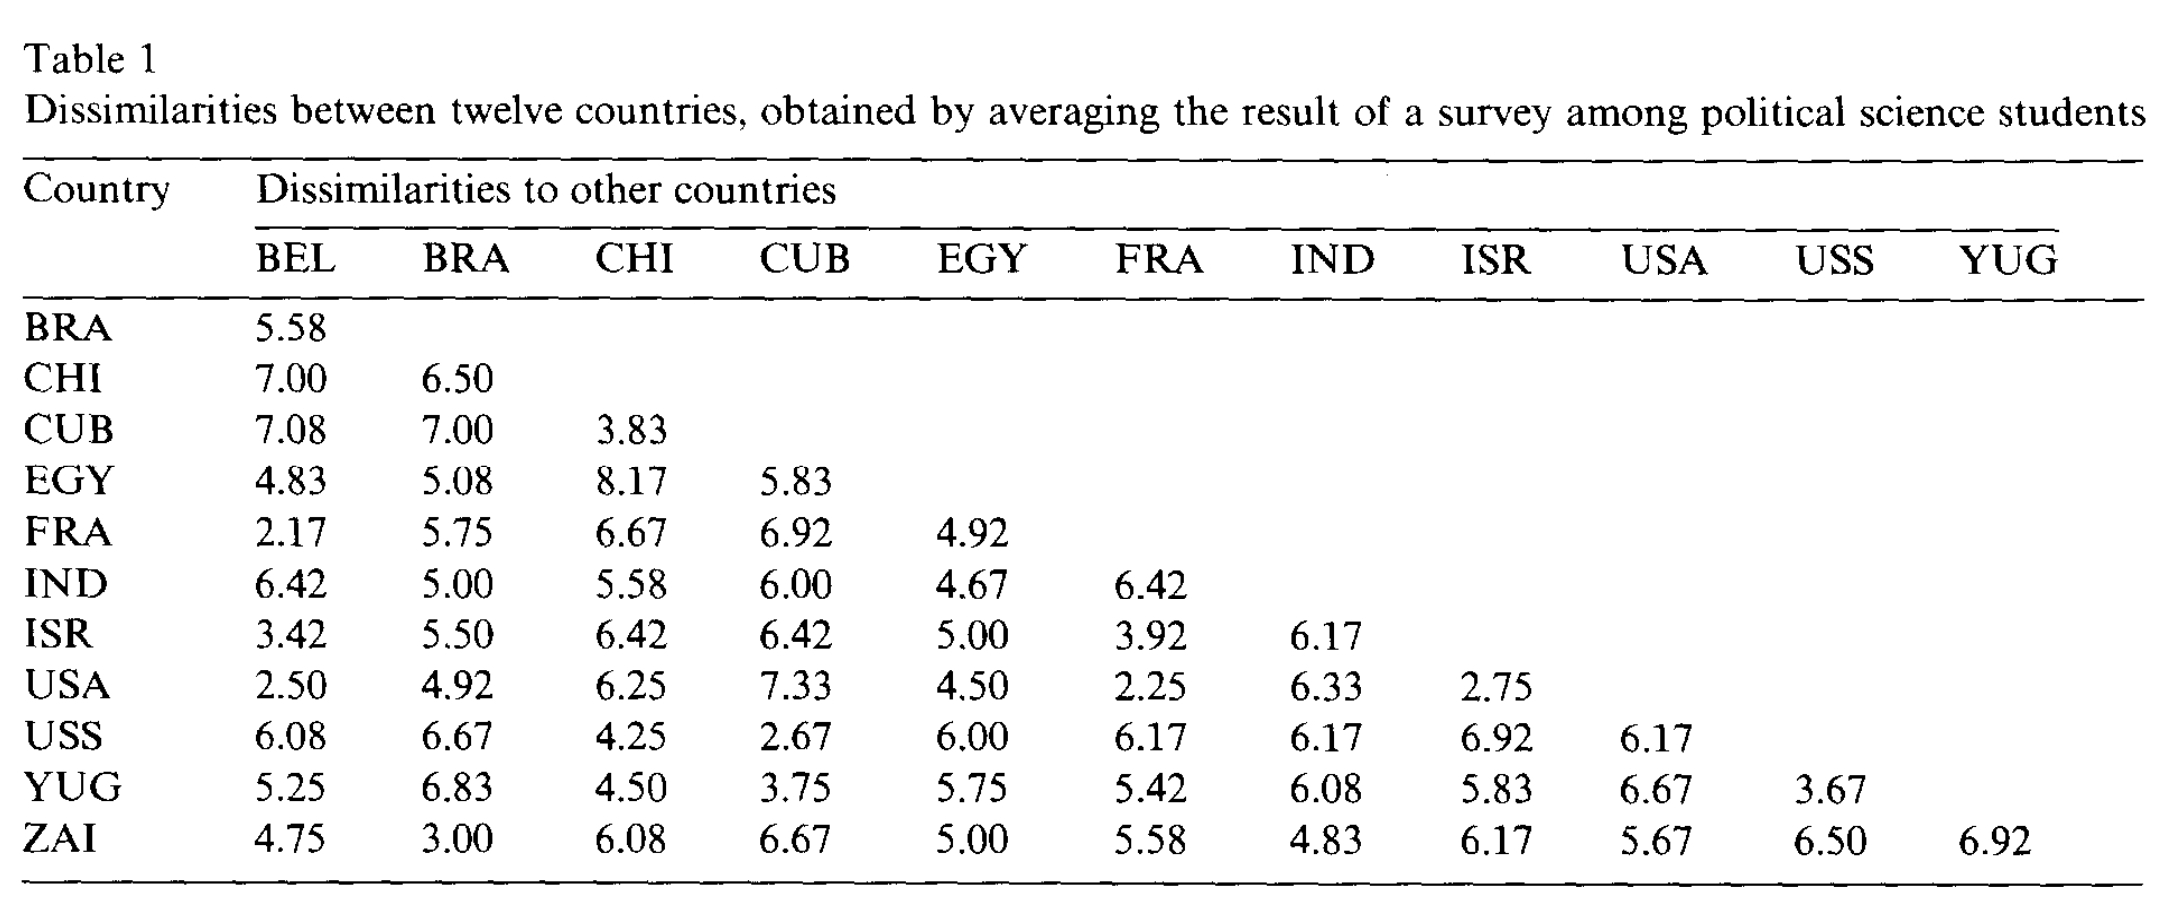 Table 1
Dissimilarities between twelve countries, obtained by averaging the result of a survey among political science students
Country Dissimilarities to other countries
BEL BRA CHI CUB EGY FRA IND ISR USA USS YUG
BRA 5.58
CHI 7.00 6.50
CUB 7.08 7.00 3.83
EGY 4.83 5.08 8.17 5.83
FRA 2.17 5.75 6.67 6.92 4.92
IND 6.42 5.00 5.58 6.00 4.67 6.42
ISR 3.42 5.50 6.42 6.42 5.00 3.92 6.17
USA 2.50 4.92 6.25 7.33 4.50 2.25 6.33 2.75
USS 6.08 6.67 4.25 2.67 6.00 6.17 6.17 6.92 6.17
YUG 5.25 6.83 4.50 3.75 5.75 5.42 6.08 5.83 6.67 3.67
ZAI 4.75 3.00 6.08 6.67 5.00 5.58 4.83 6.17 5.67 6.50 6.92